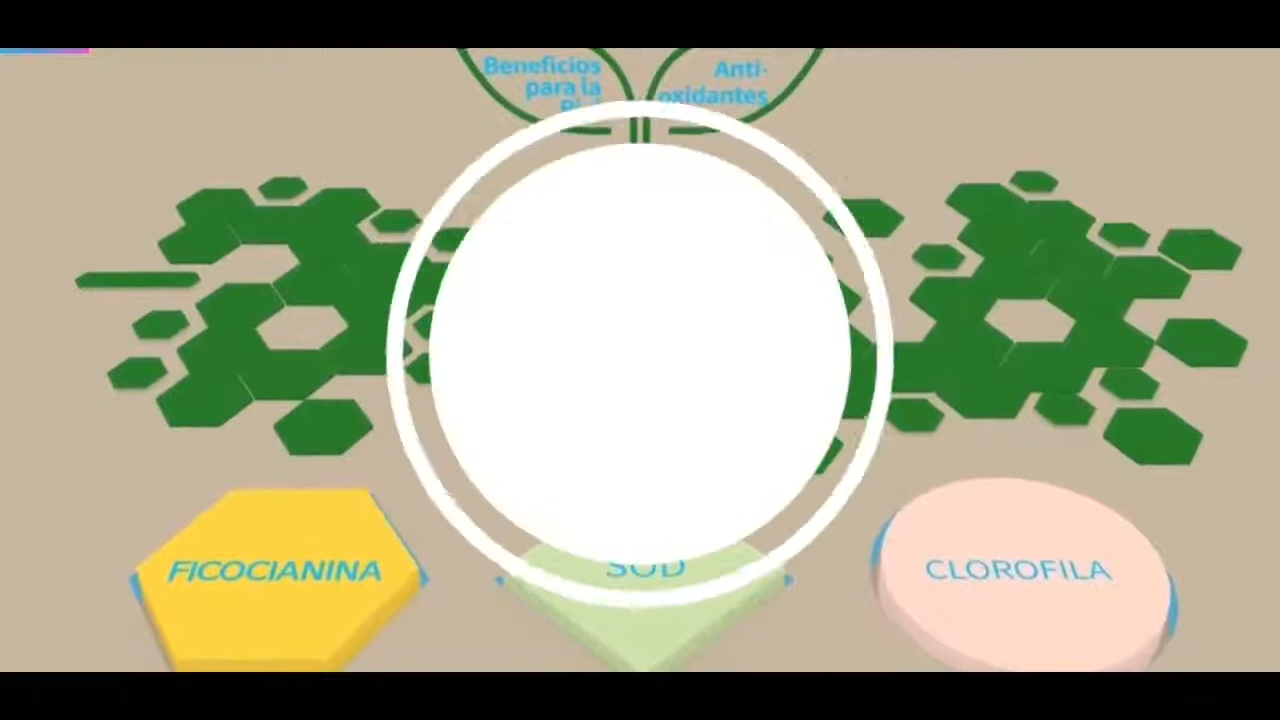 Beneficios
para la
Anti-
oxidantes
FICOCIANINA
SOD
CLOROFILA